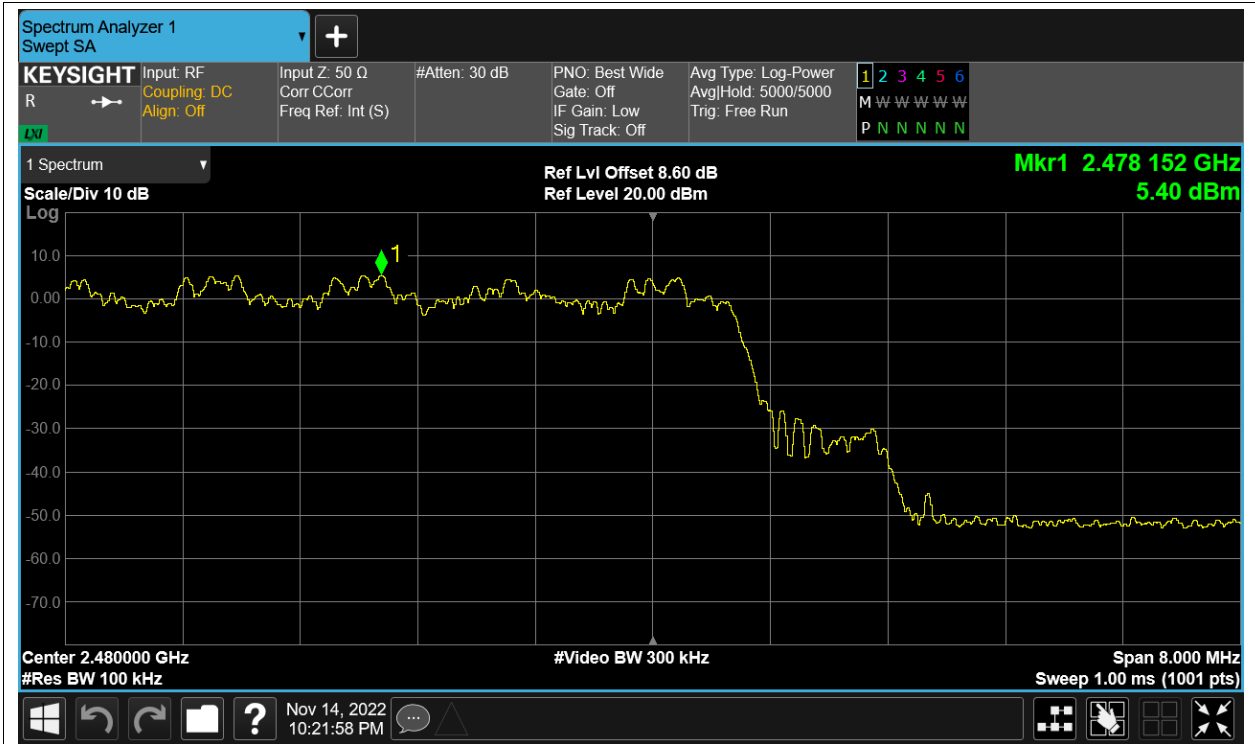 Spectrum Analyzer 1
Swept SA
KEYSIGHT
R
LXI
Input: RF
Coupling: DC
Align: Off
Input Z: 50 Ω
Corr CCorr
Freq Ref: Int (S)
#Atten: 30 dB
PNO: Best Wide
Gate: Off
IF Gain: Low
Sig Track: Off
Avg Type: Log-Power
Avg|Hold: 5000/5000
Trig: Free Run
1 2 3 4 5 6
M W W W W W
P N N N N N
1 Spectrum
Scale/Div 10 dB
Log
Ref Lvl Offset 8.60 dB
Ref Level 20.00 dBm
Mkr1 2.478 152 GHz
5.40 dBm
1
10.0
0.00
-10.0
-20.0
-30.0
-40.0
-50.0
-60.0
-70.0
Center 2.480000 GHz
#Video BW 300 kHz
Span 8.000 MHz
#Res BW 100 kHz
Sweep 1.00 ms (1001 pts)
?
Nov 14, 2022
10:21:58 PM